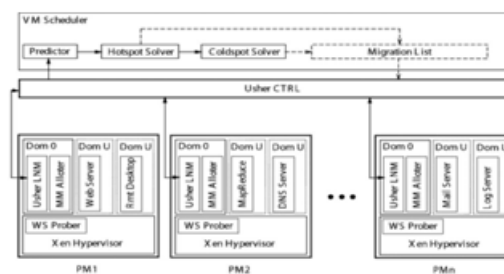 VM Scheduler
Predictor
Hotspot Solver
Coldspot Solver
Migration List
Usher CTRL
Dom 0
Dom U
Dom U
Usher LNM
MM Alloter
Web Server
Rmt Desktop
WS Prober
Xen Hypervisor
PM1
Dom 0
Dom U
Dom U
Usher LNM
MM Alloter
MapReduce
DNS Server
WS Prober
Xen Hypervisor
PM2
Dom 0
Dom U
Dom U
Usher LNM
MM Alloter
Mail Server
Log Server
WS Prober
Xen Hypervisor
PMn